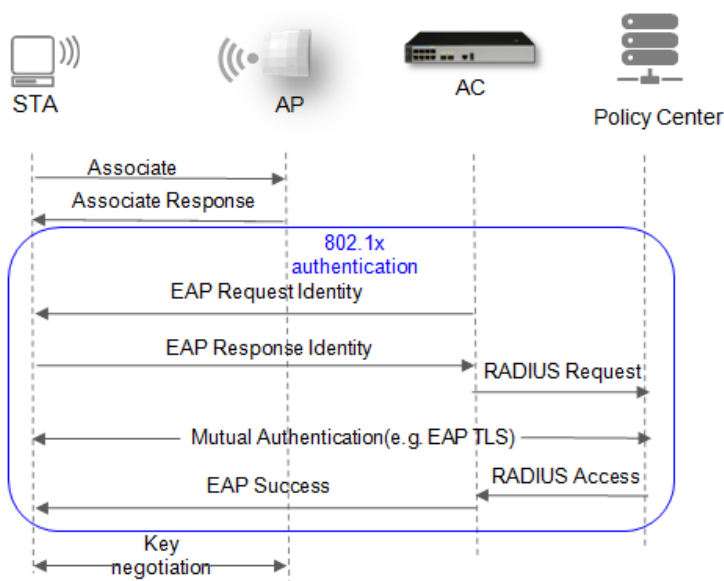 STA
AP
AC
Policy Center
Associate
Associate Response
802.1x
authentication
EAP Request Identity
EAP Response Identity
RADIUS Request
Mutual Authentication(e.g. EAP TLS)
RADIUS Access
EAP Success
Key
negotiation